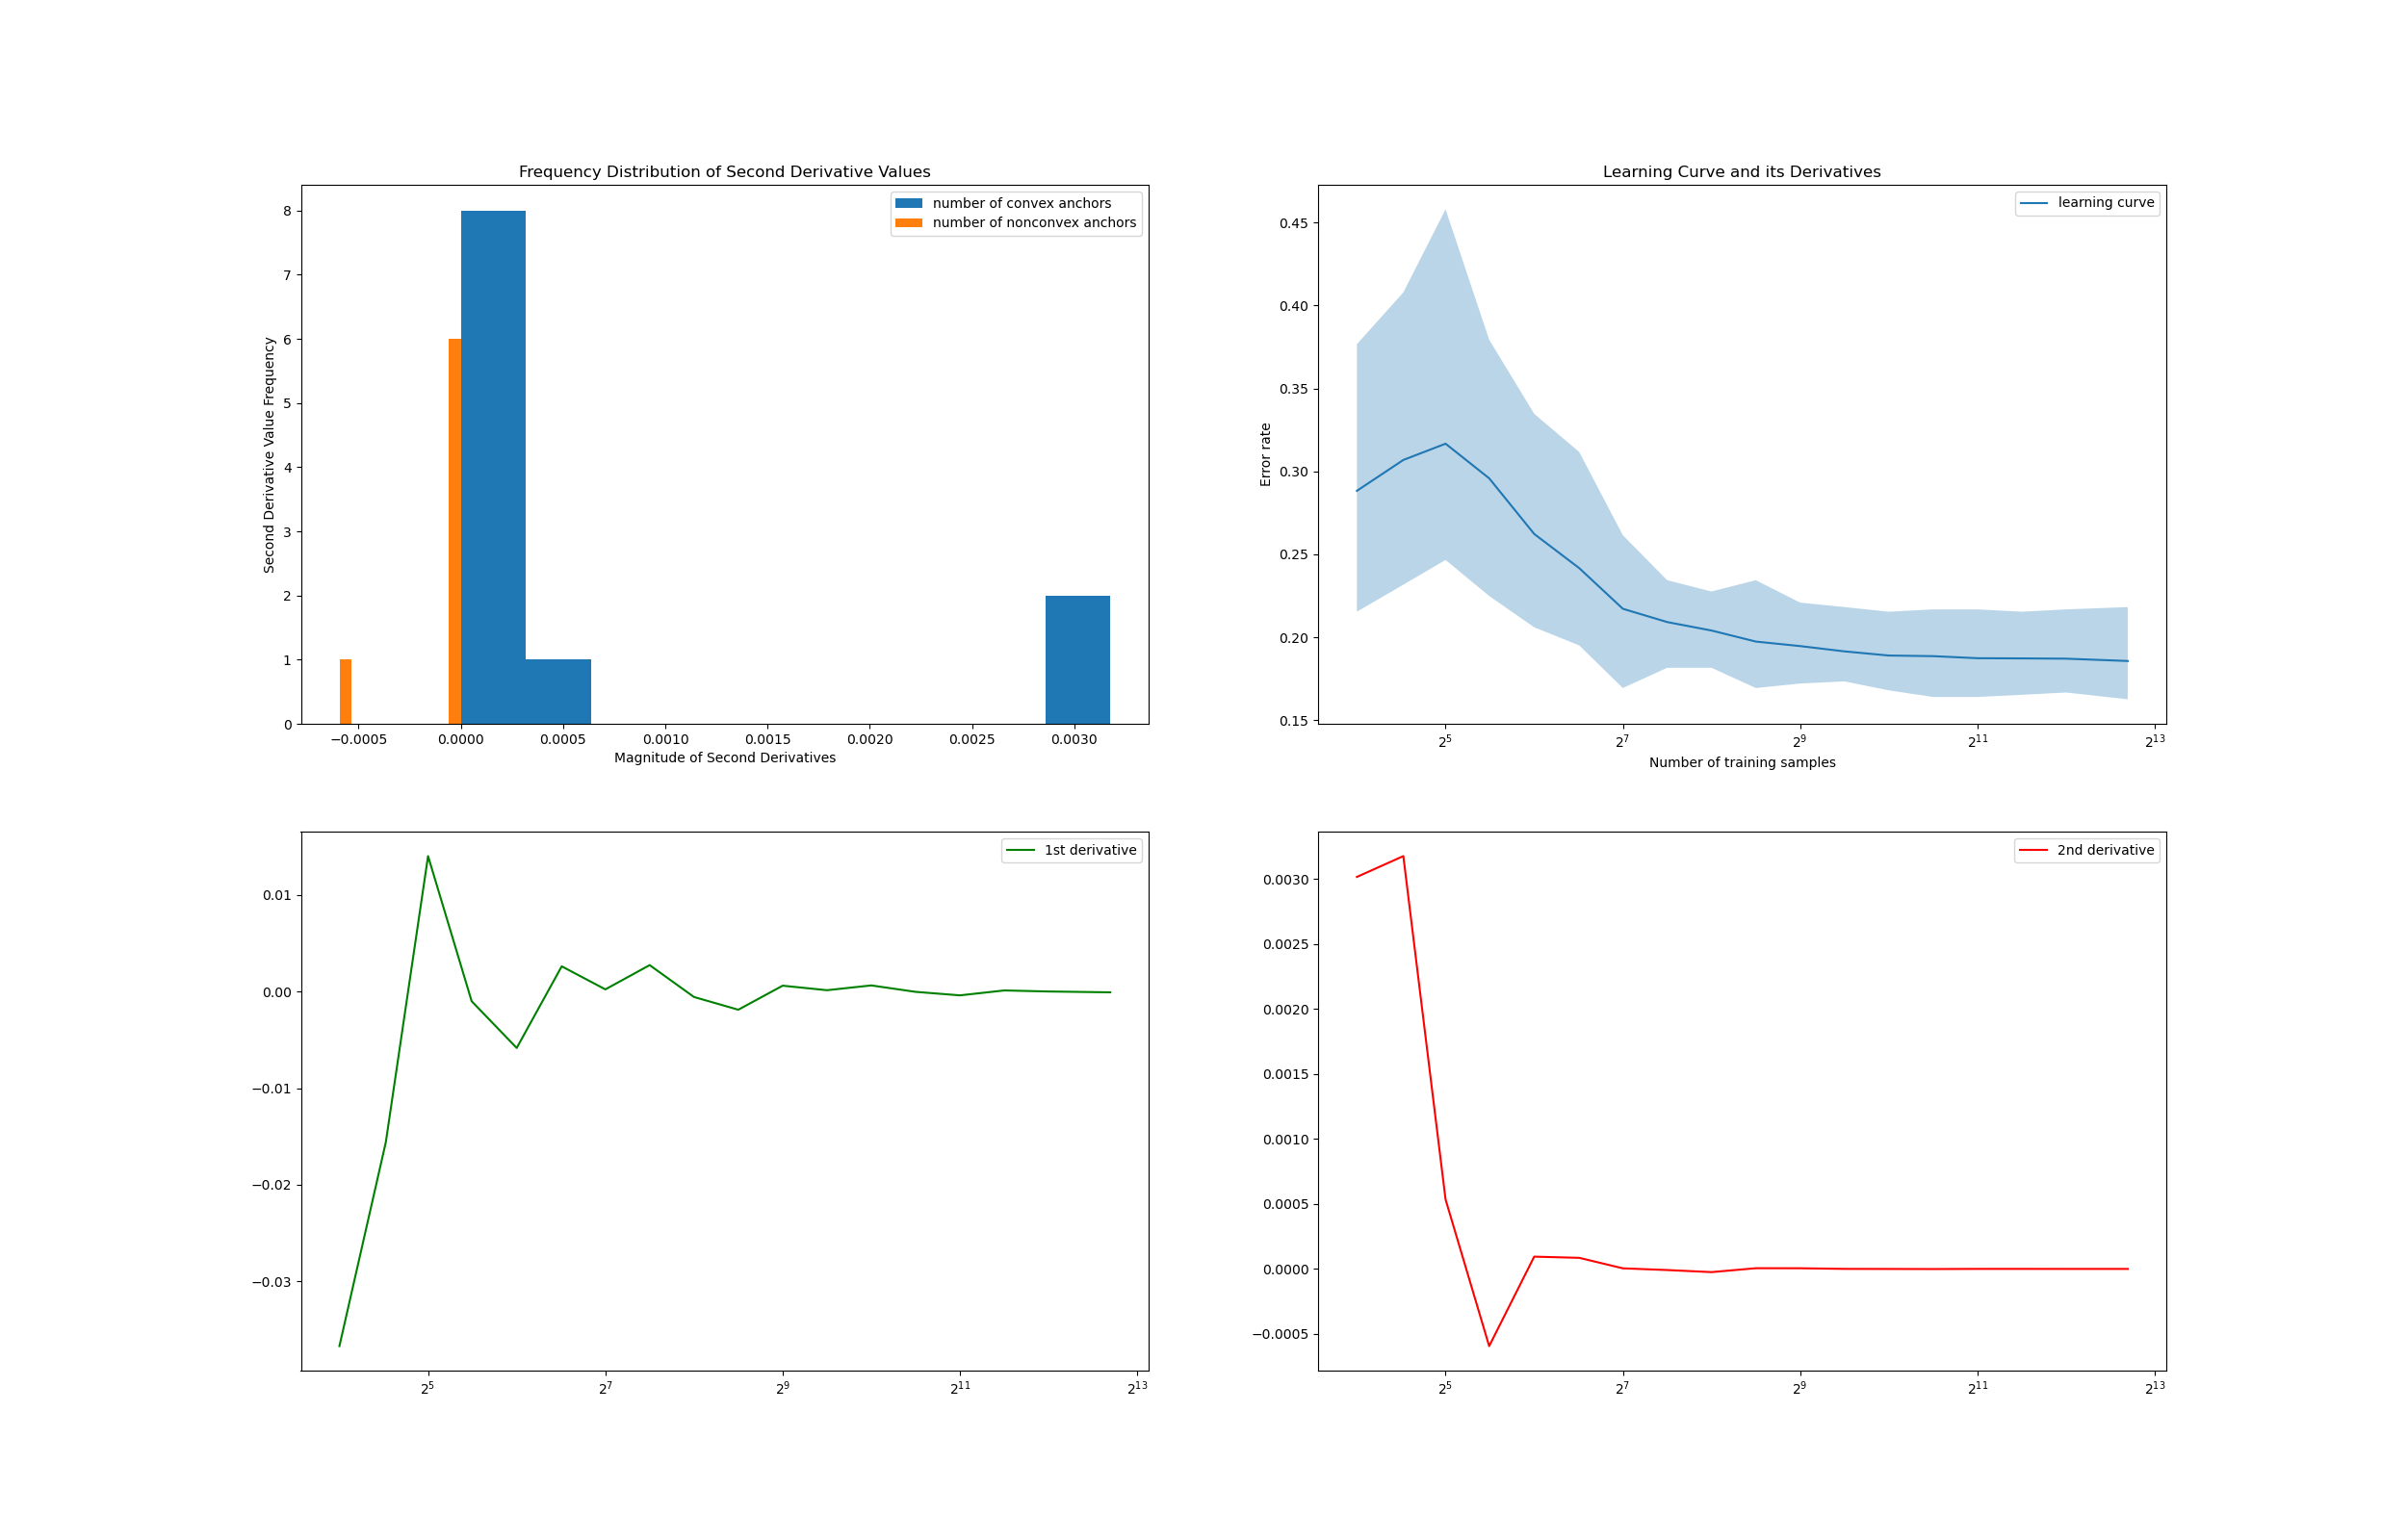 Frequency Distribution of Second Derivative Values
number of convex anchors
number of nonconvex anchors
Second Derivative Value Frequency
8
7
6
5
4
3
2
1
0
−0.0005 0.0000 0.0005 0.0010 0.0015 0.0020 0.0025 0.0030
Magnitude of Second Derivatives
Learning Curve and its Derivatives
learning curve
Error rate
0.45
0.40
0.35
0.30
0.25
0.20
0.15
2^5 2^7 2^9 2^11 2^13
Number of training samples
1st derivative
0.01
0.00
−0.01
−0.02
−0.03
2^5 2^7 2^9 2^11 2^13
2nd derivative
0.0030
0.0025
0.0020
0.0015
0.0010
0.0005
0.0000
−0.0005
2^5 2^7 2^9 2^11 2^13